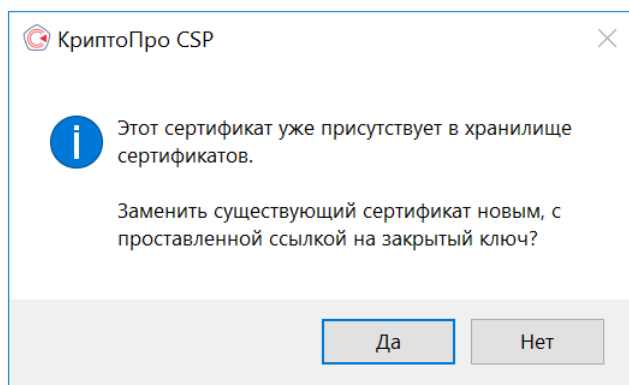 КриптоПро CSP
Этот сертификат уже присутствует в хранилище
сертификатов.
Заменить существующий сертификат новым, с
проставленной ссылкой на закрытый ключ?
Да
Нет